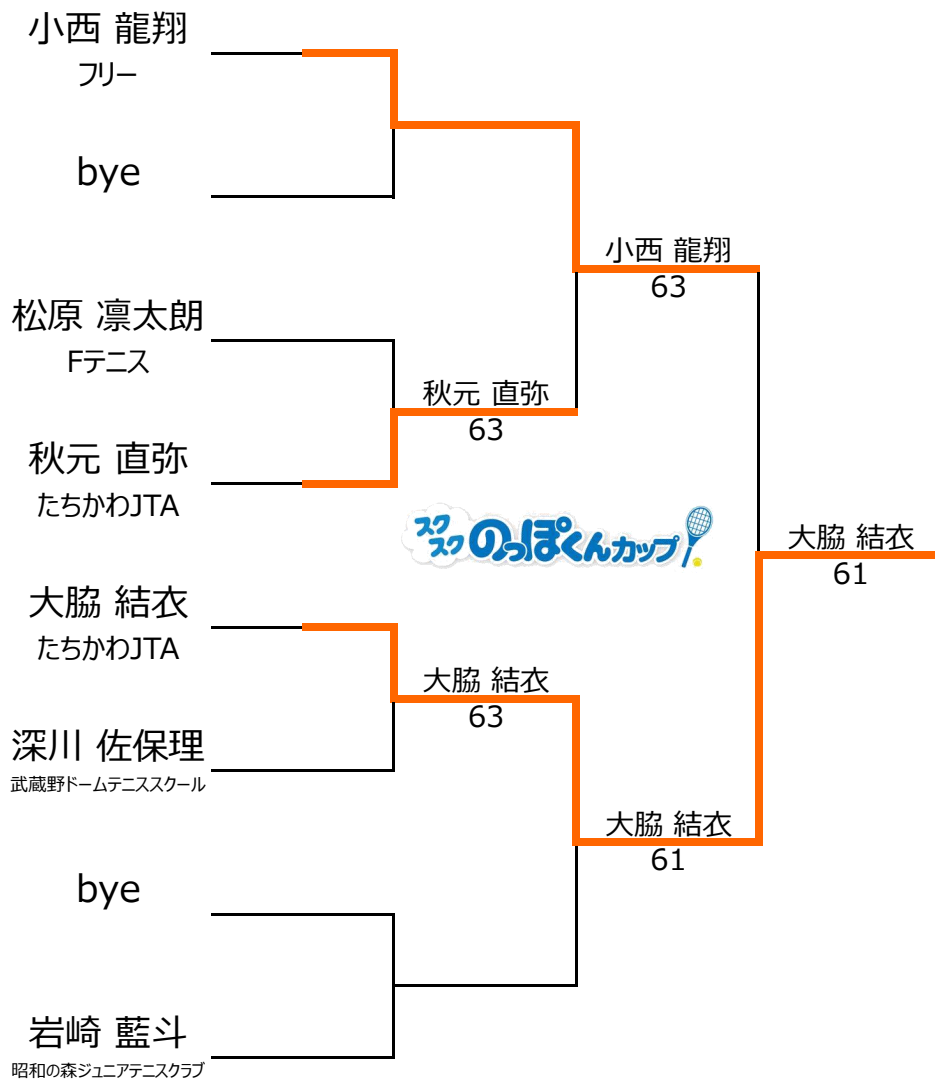 小西 龍翔
フリー
bye
小西 龍翔
63
松原 凛太朗
Fテニス
秋元 直弥
63
秋元 直弥
たちかわJTA
スク
スク のっぽくんカップ
大脇 結衣
61
大脇 結衣
たちかわJTA
大脇 結衣
63
深川 佐保理
武蔵野ドームテニススクール
大脇 結衣
61
bye
岩崎 藍斗
昭和の森ジュニアテニスクラブ